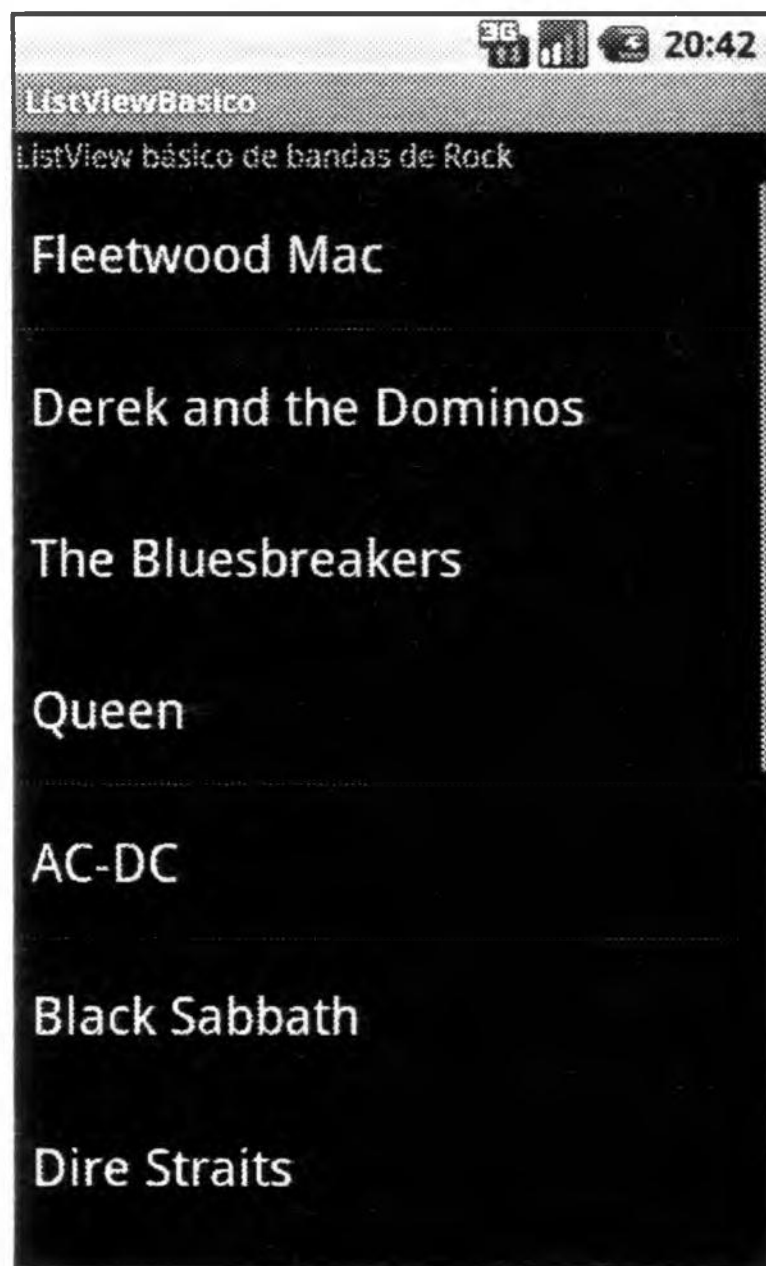 3G 20:42
ListViewBasico
ListView básico de bandas de Rock
Fleetwood Mac
Derek and the Dominos
The Bluesbreakers
Queen
AC-DC
Black Sabbath
Dire Straits